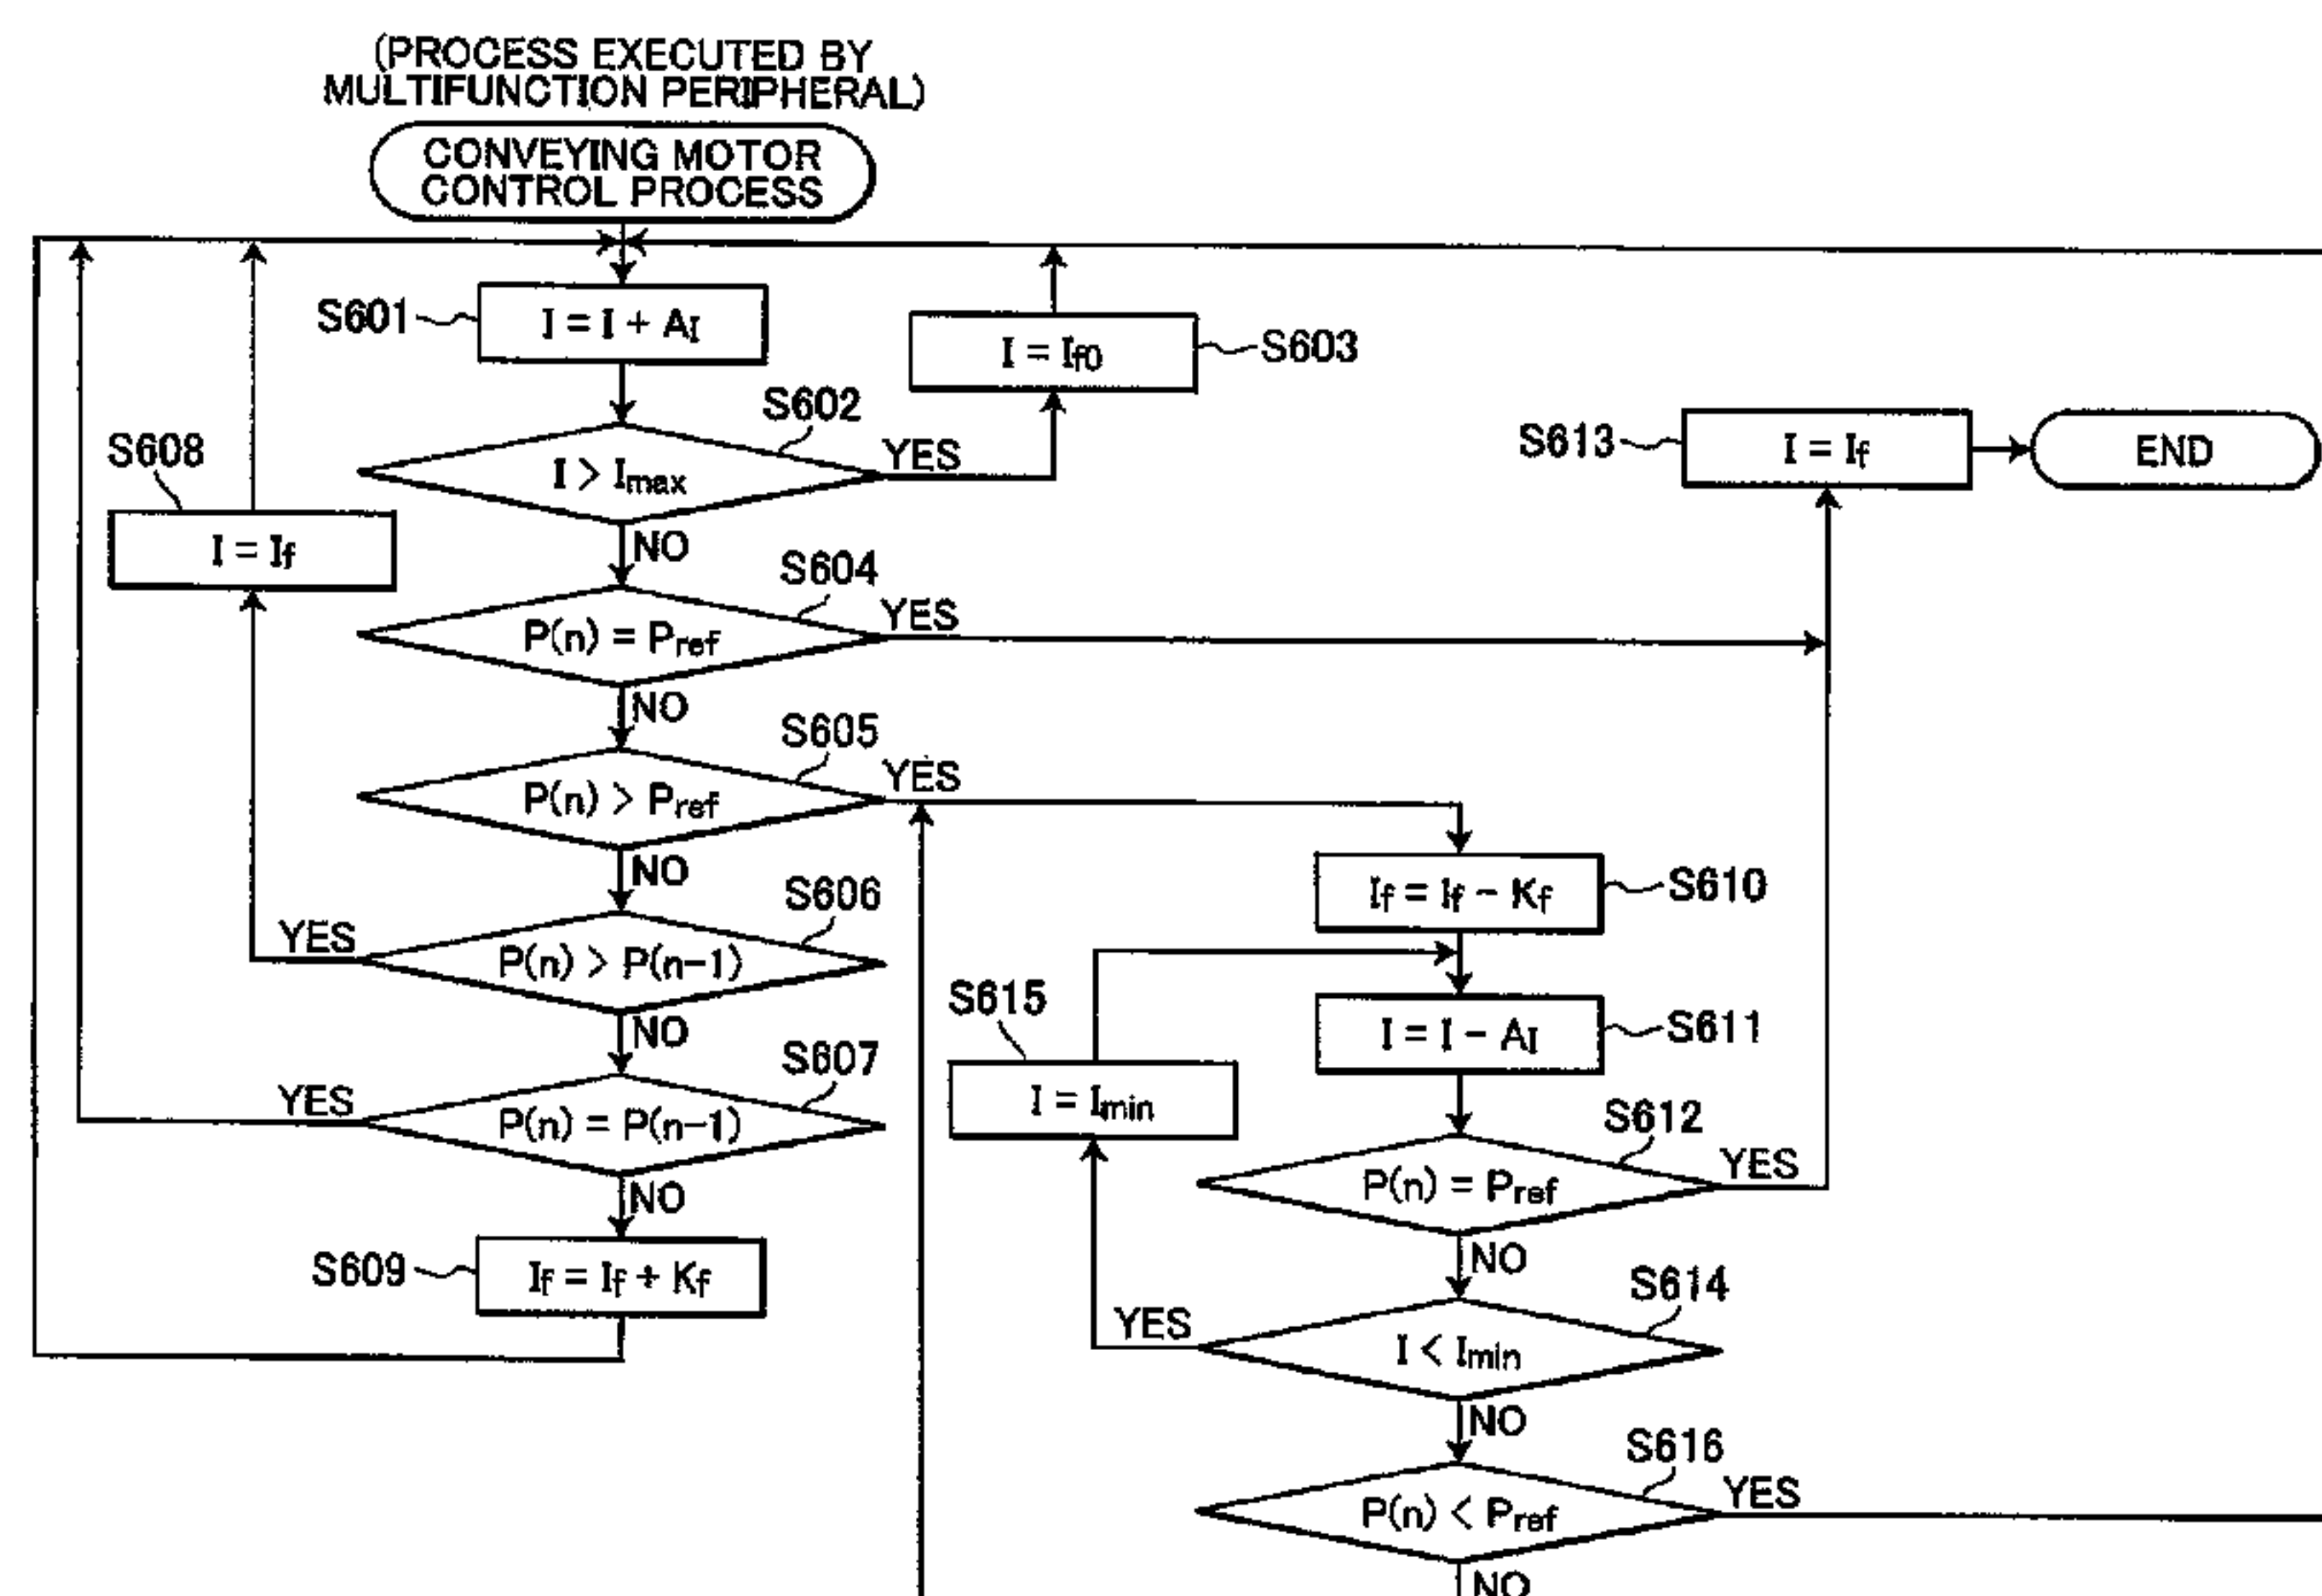 (PROCESS EXECUTED BY
MULTIFUNCTION PERIPHERAL)
CONVEYING MOTOR
CONTROL PROCESS
S601
I = I + AI
I = If0
S603
S602
I > Imax
YES
NO
S608
I = If
S613
I = If
END
S604
P(n) = Pref
YES
NO
S605
P(n) > Pref
YES
NO
S606
P(n) > P(n-1)
YES
NO
S607
P(n) = P(n-1)
YES
NO
S609
If = If + Kf
If = If - Kf
S610
I = I - AI
S611
S615
I = Imin
S612
P(n) = Pref
YES
NO
S614
I < Imin
YES
NO
S616
P(n) < Pref
YES
NO